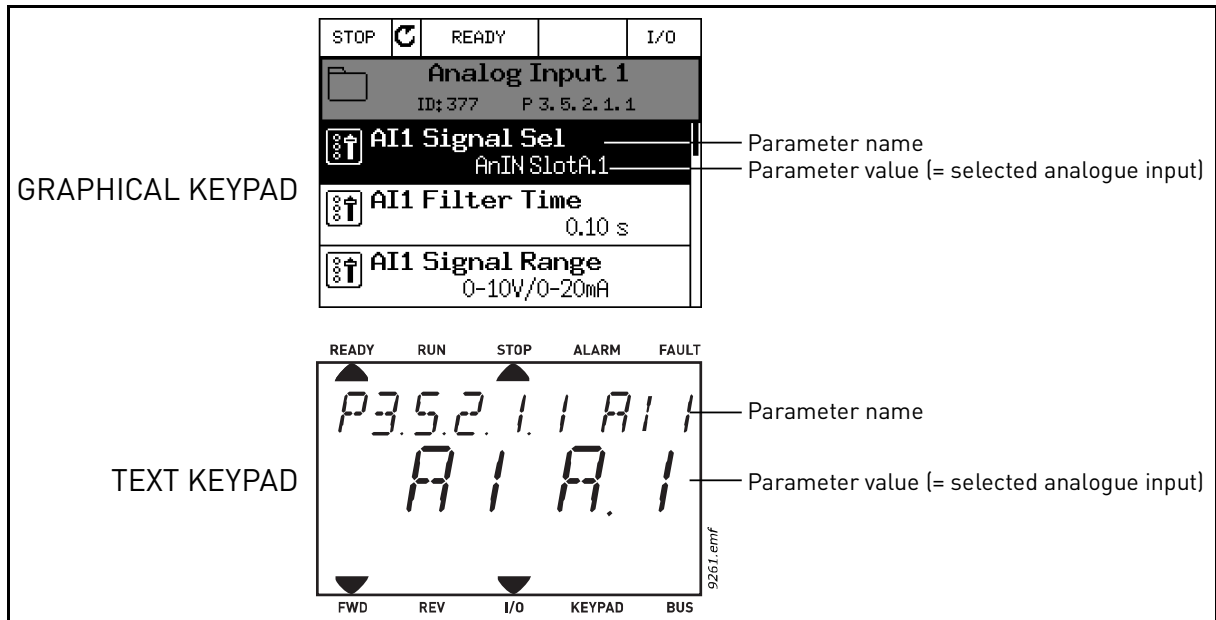 GRAPHICAL KEYPAD
STOP READY I/O
Analog Input 1
ID:377 P3.5.2.1.1
AI1 Signal Sel
AnIN SlotA.1
AI1 Filter Time
0.10 s
AI1 Signal Range
0-10V/0-20mA
Parameter name
Parameter value (= selected analogue input)
TEXT KEYPAD
READY RUN STOP ALARM FAULT
P3.5.2.1.1 AI1
AI A.1
FWD REV I/O KEYPAD BUS
Parameter name
Parameter value (= selected analogue input)
9261.emf